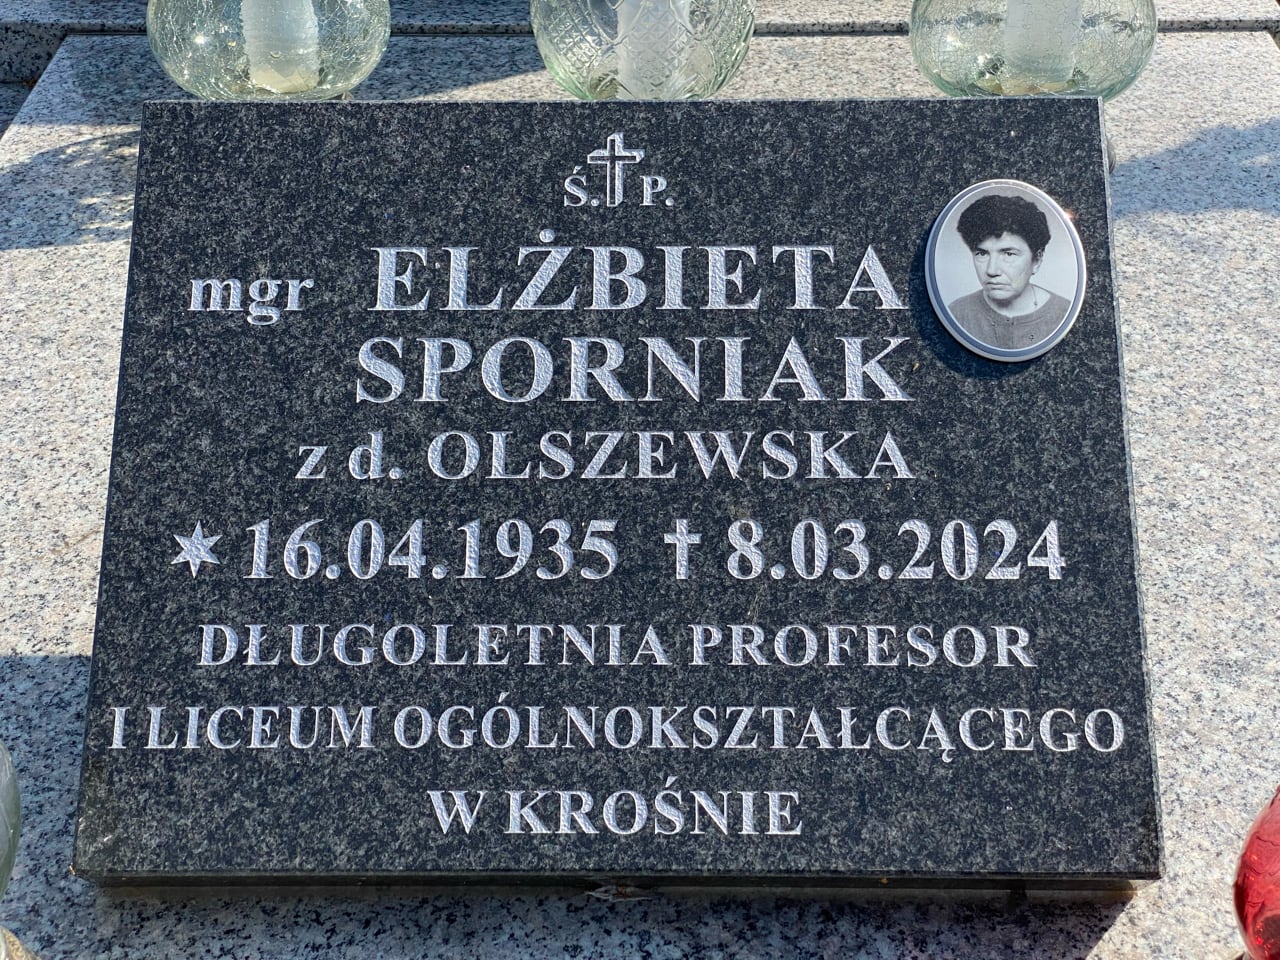 Ś. P.
mgr ELŻBIETA
SPORNIAK
z d. OLSZEWSKA
16.04.1935 8.03.2024
DŁUGOLETNIA PROFESOR
I LICEUM OGÓLNOKSZTAŁCĄCEGO
W KROŚNIE